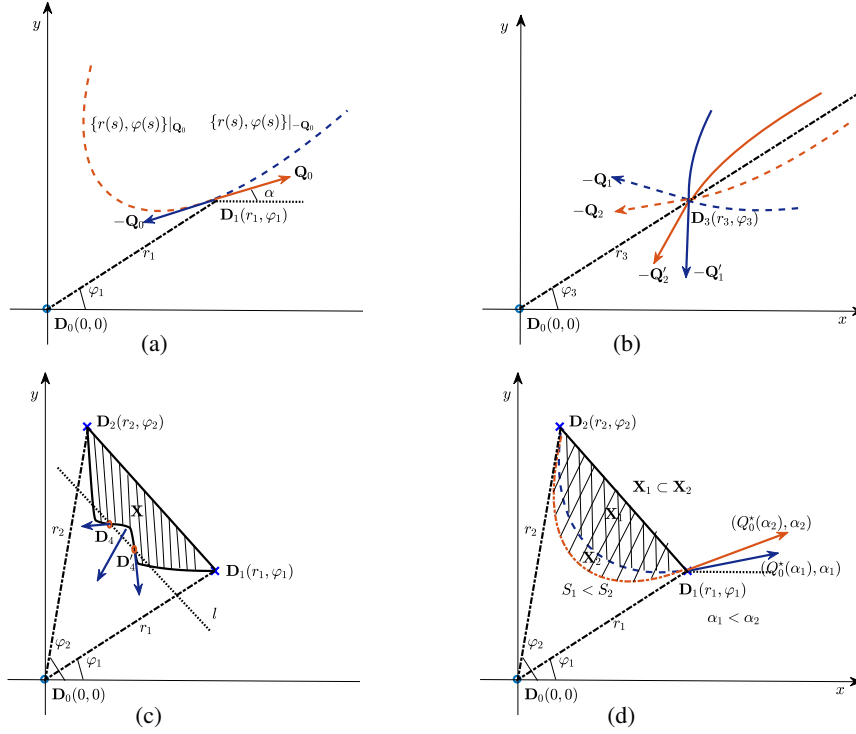 y
{r(s), φ(s)}|_Q₀
{r(s), φ(s)}|_−Q₀
Q₀
α
−Q₀
D₁(r₁, φ₁)
r₁
φ₁
D₀(0, 0)
(a)
y
−Q₁
−Q₂
D₃(r₃, φ₃)
r₃
−Q′₂
−Q′₁
φ₃
D₀(0, 0)
x
(b)
y
D₂(r₂, φ₂)
X
r₂
D₄
D′₄
D₁(r₁, φ₁)
l
r₁
φ₂
φ₁
D₀(0, 0)
(c)
y
D₂(r₂, φ₂)
X₁ ⊂ X₂
X₁
(Q₀*(α₂), α₂)
r₂
X₂
(Q₀*(α₁), α₁)
S₁ < S₂
D₁(r₁, φ₁)
α₁ < α₂
r₁
φ₂
φ₁
D₀(0, 0)
x
(d)